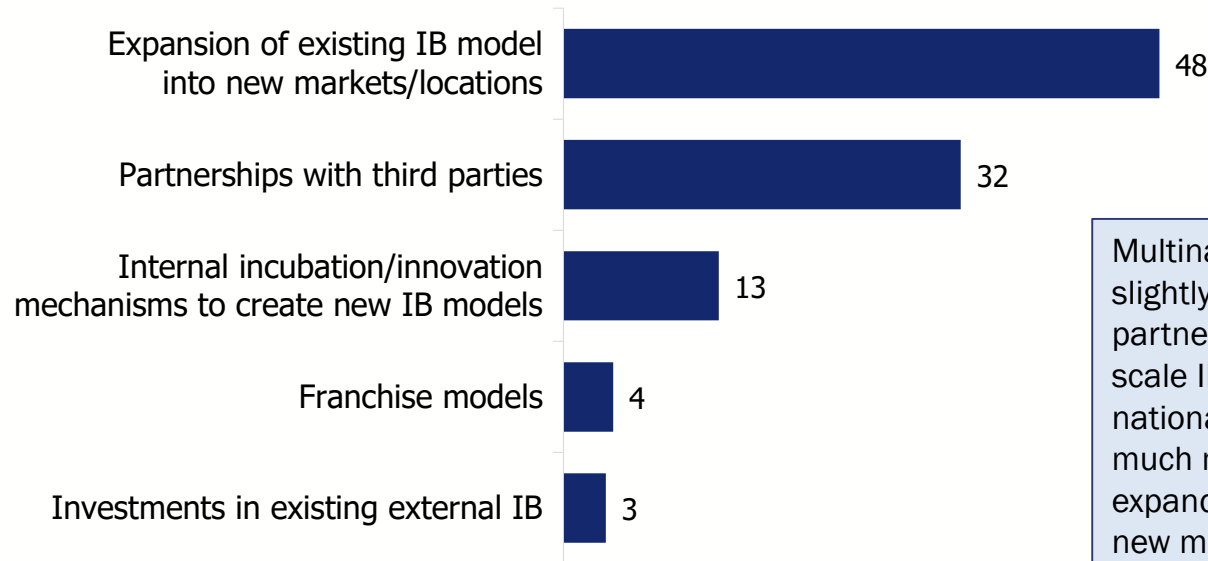 Expansion of existing IB model
into new markets/locations
48
Partnerships with third parties
32
Internal incubation/innovation
mechanisms to create new IB models
13
Franchise models
4
Investments in existing external IB
3
slightly
scale
much
new